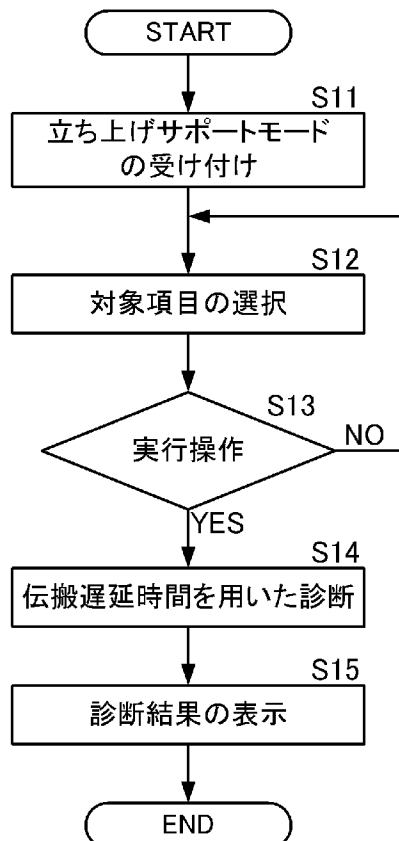 START
S11
立ち上げサポートモード
の受け付け
S12
対象項目の選択
S13
実行操作
NO
YES
S14
伝搬遅延時間を用いた診断
S15
診断結果の表示
END